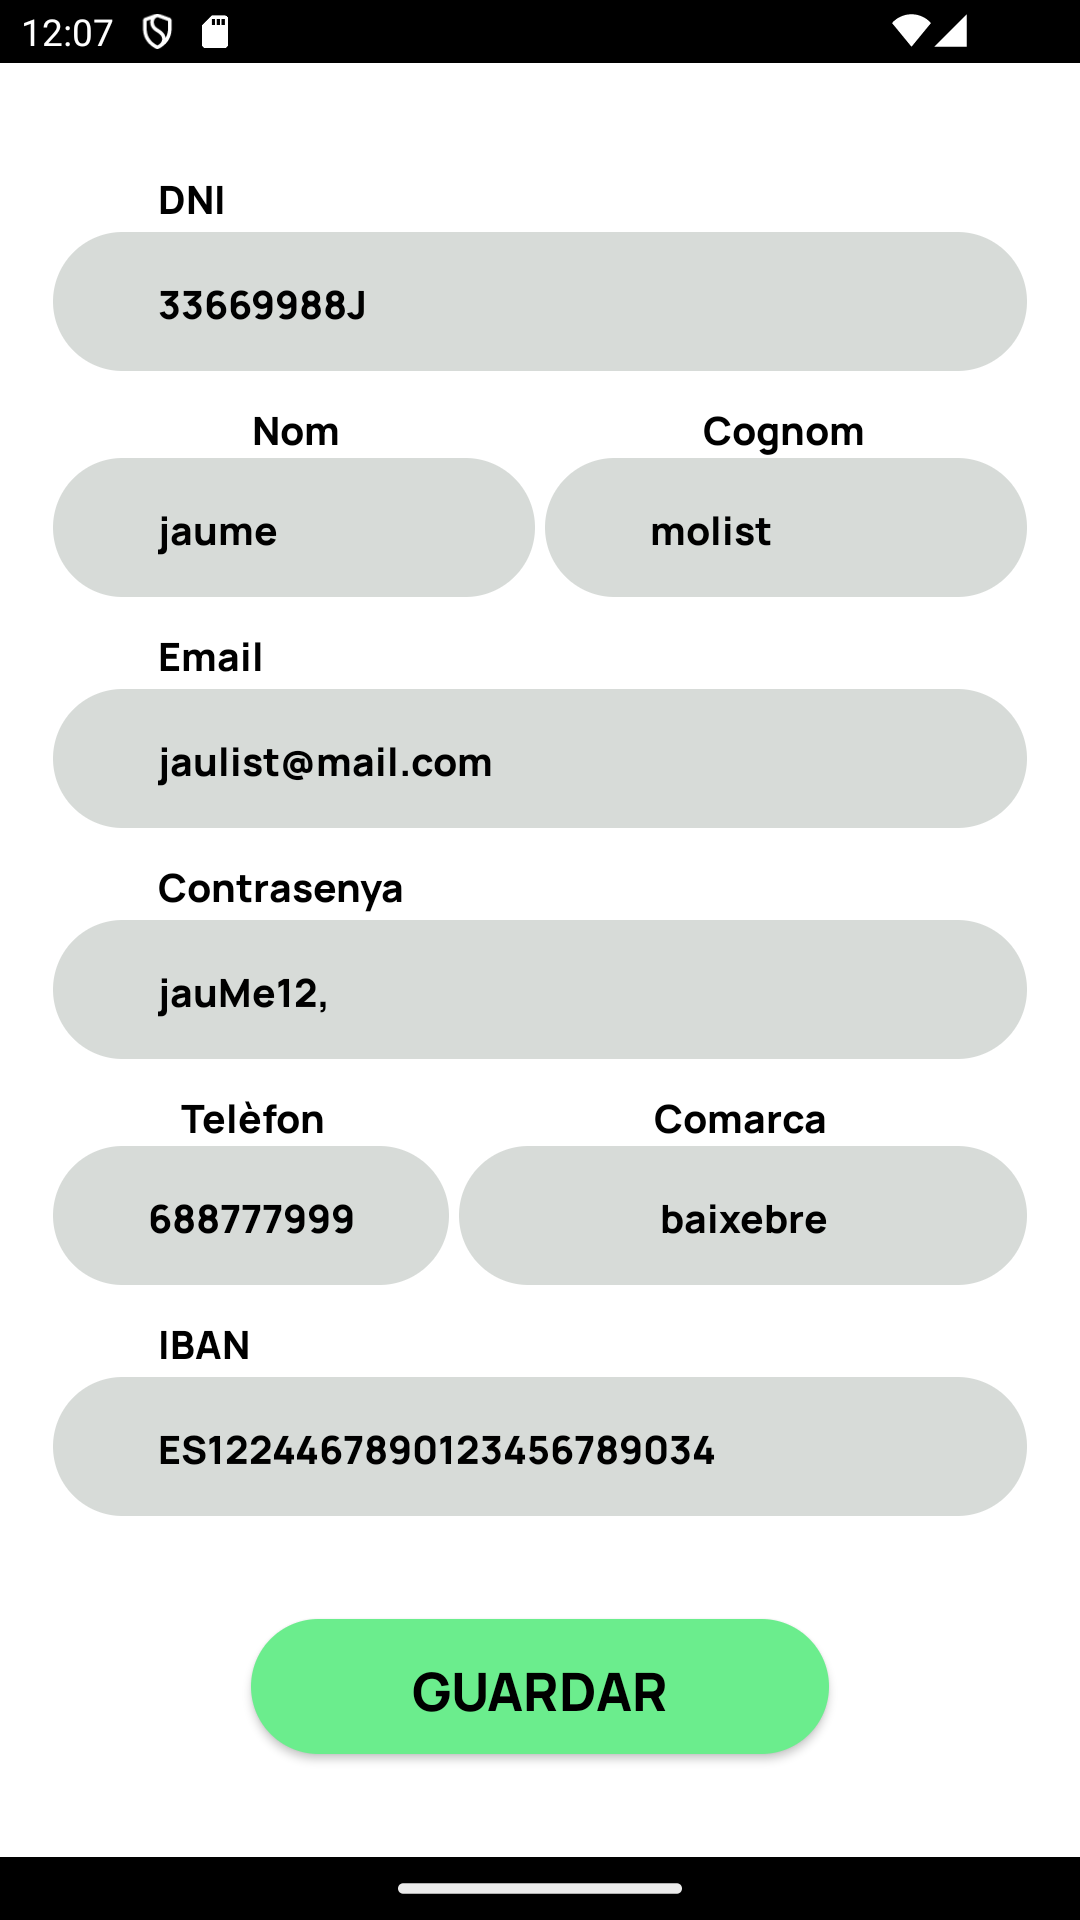 12:07
DNI
33669988J
Nom Cognom
jaume molist
Email
jaulist@mail.com
Contrasenya
jauMe12,
Telèfon Comarca
688777999 baixebre
IBAN
ES1224467890123456789034
GUARDAR